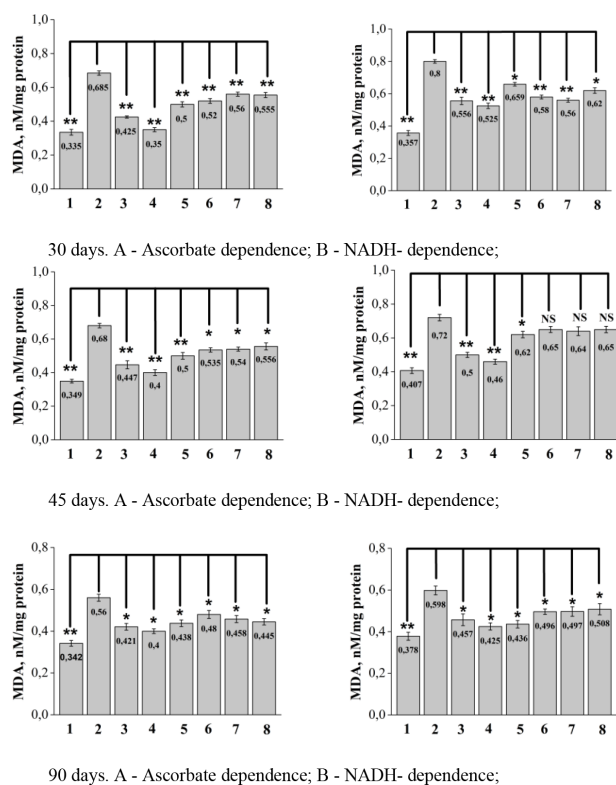 MDA, nM/mg protein
1,0
0,8
0,6
0,4
0,2
0,0
** ** ** ** ** ** **
0,335 0,685 0,425 0,35 0,5 0,52 0,56 0,555
1 2 3 4 5 6 7 8
MDA, nM/mg protein
1,0
0,8
0,6
0,4
0,2
0,0
** ** ** * ** ** *
0,357 0,8 0,556 0,525 0,659 0,58 0,56 0,62
1 2 3 4 5 6 7 8
30 days. A - Ascorbate dependence; B - NADH- dependence;
MDA, nM/mg protein
1,0
0,8
0,6
0,4
0,2
0,0
** ** ** ** * * *
0,349 0,68 0,447 0,4 0,5 0,535 0,54 0,556
1 2 3 4 5 6 7 8
MDA, nM/mg protein
1,0
0,8
0,6
0,4
0,2
0,0
** ** ** * NS NS NS
0,407 0,72 0,5 0,46 0,62 0,65 0,64 0,65
1 2 3 4 5 6 7 8
45 days. A - Ascorbate dependence; B - NADH- dependence;
MDA, nM/mg protein
0,8
0,6
0,4
0,2
0,0
** * * * * * *
0,342 0,56 0,421 0,4 0,438 0,48 0,458 0,445
1 2 3 4 5 6 7 8
MDA, nM/mg protein
0,8
0,6
0,4
0,2
0,0
** * * * * * *
0,378 0,598 0,457 0,425 0,436 0,496 0,497 0,508
1 2 3 4 5 6 7 8
90 days. A - Ascorbate dependence; B - NADH- dependence;